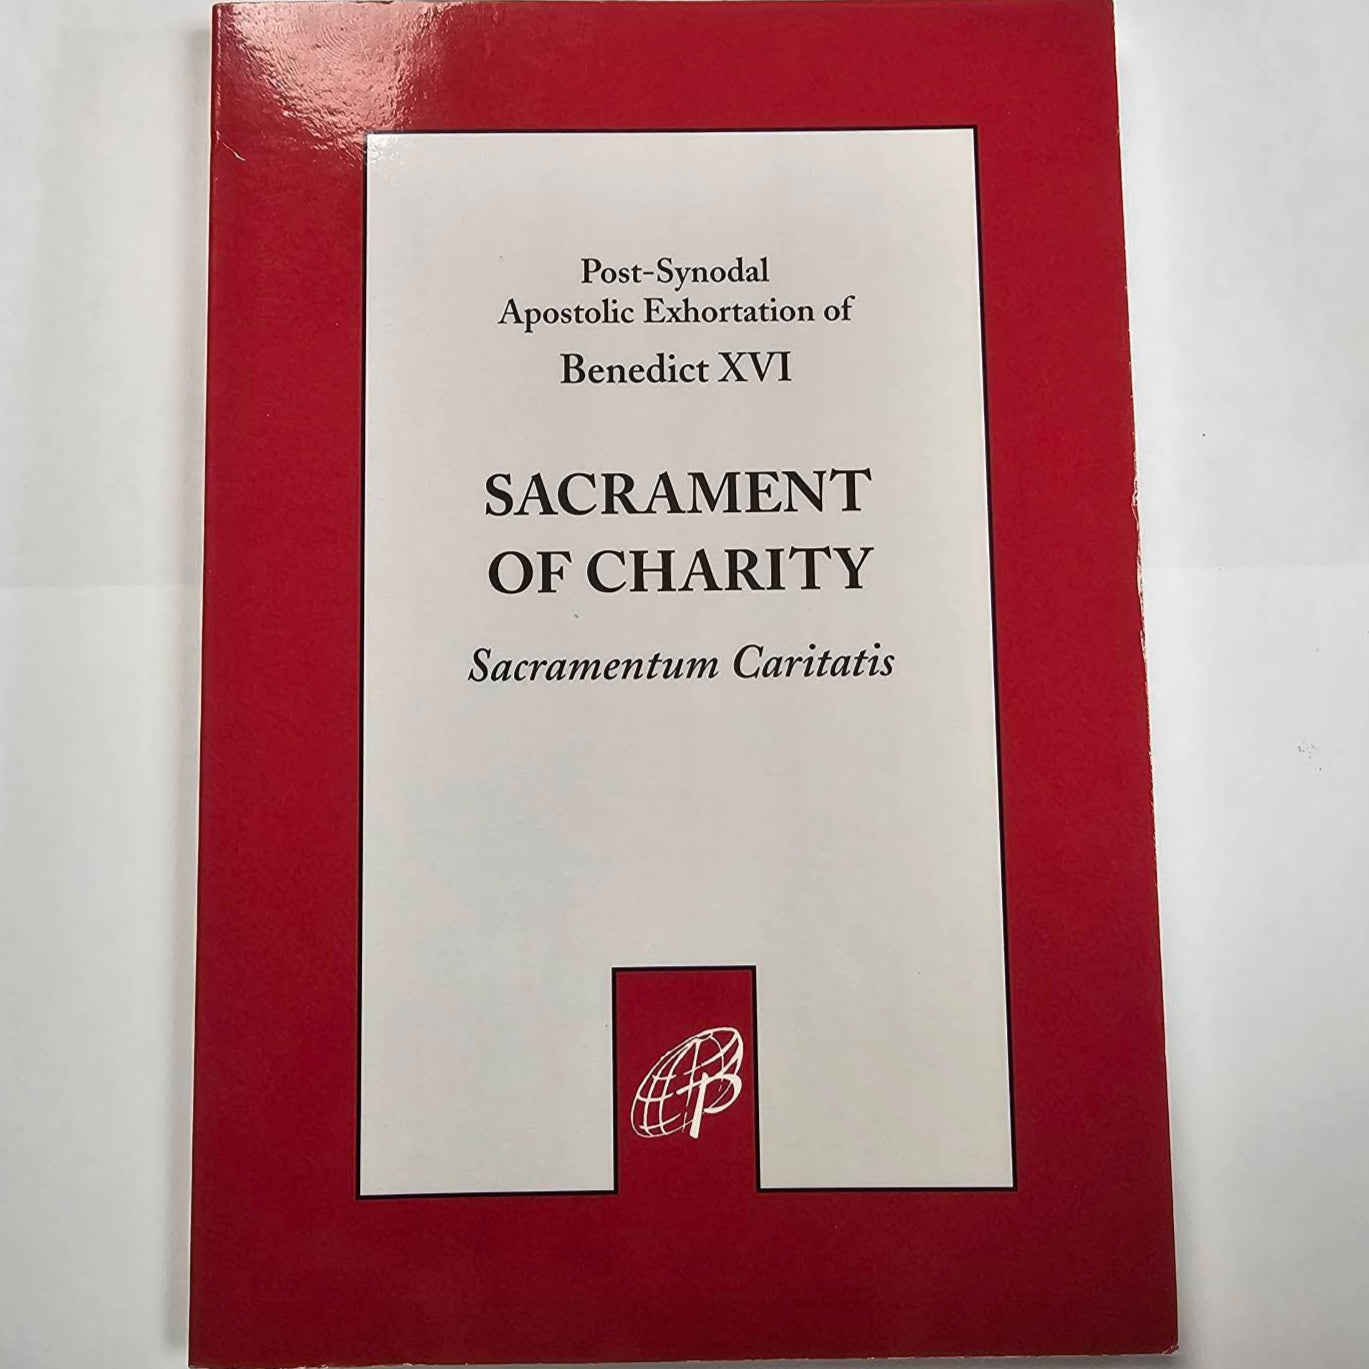 Post-Synodal
Apostolic Exhortation of
Benedict XVI
SACRAMENT
OF CHARITY
Sacramentum Caritatis